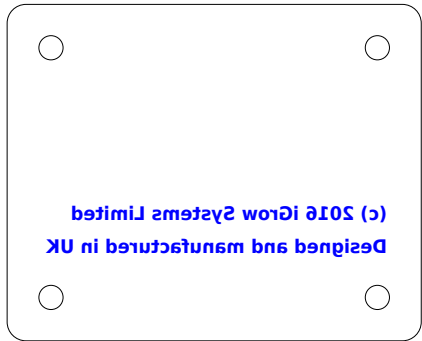 (c) 2016 iGrow Systems Limited
Designed and manufactured in UK